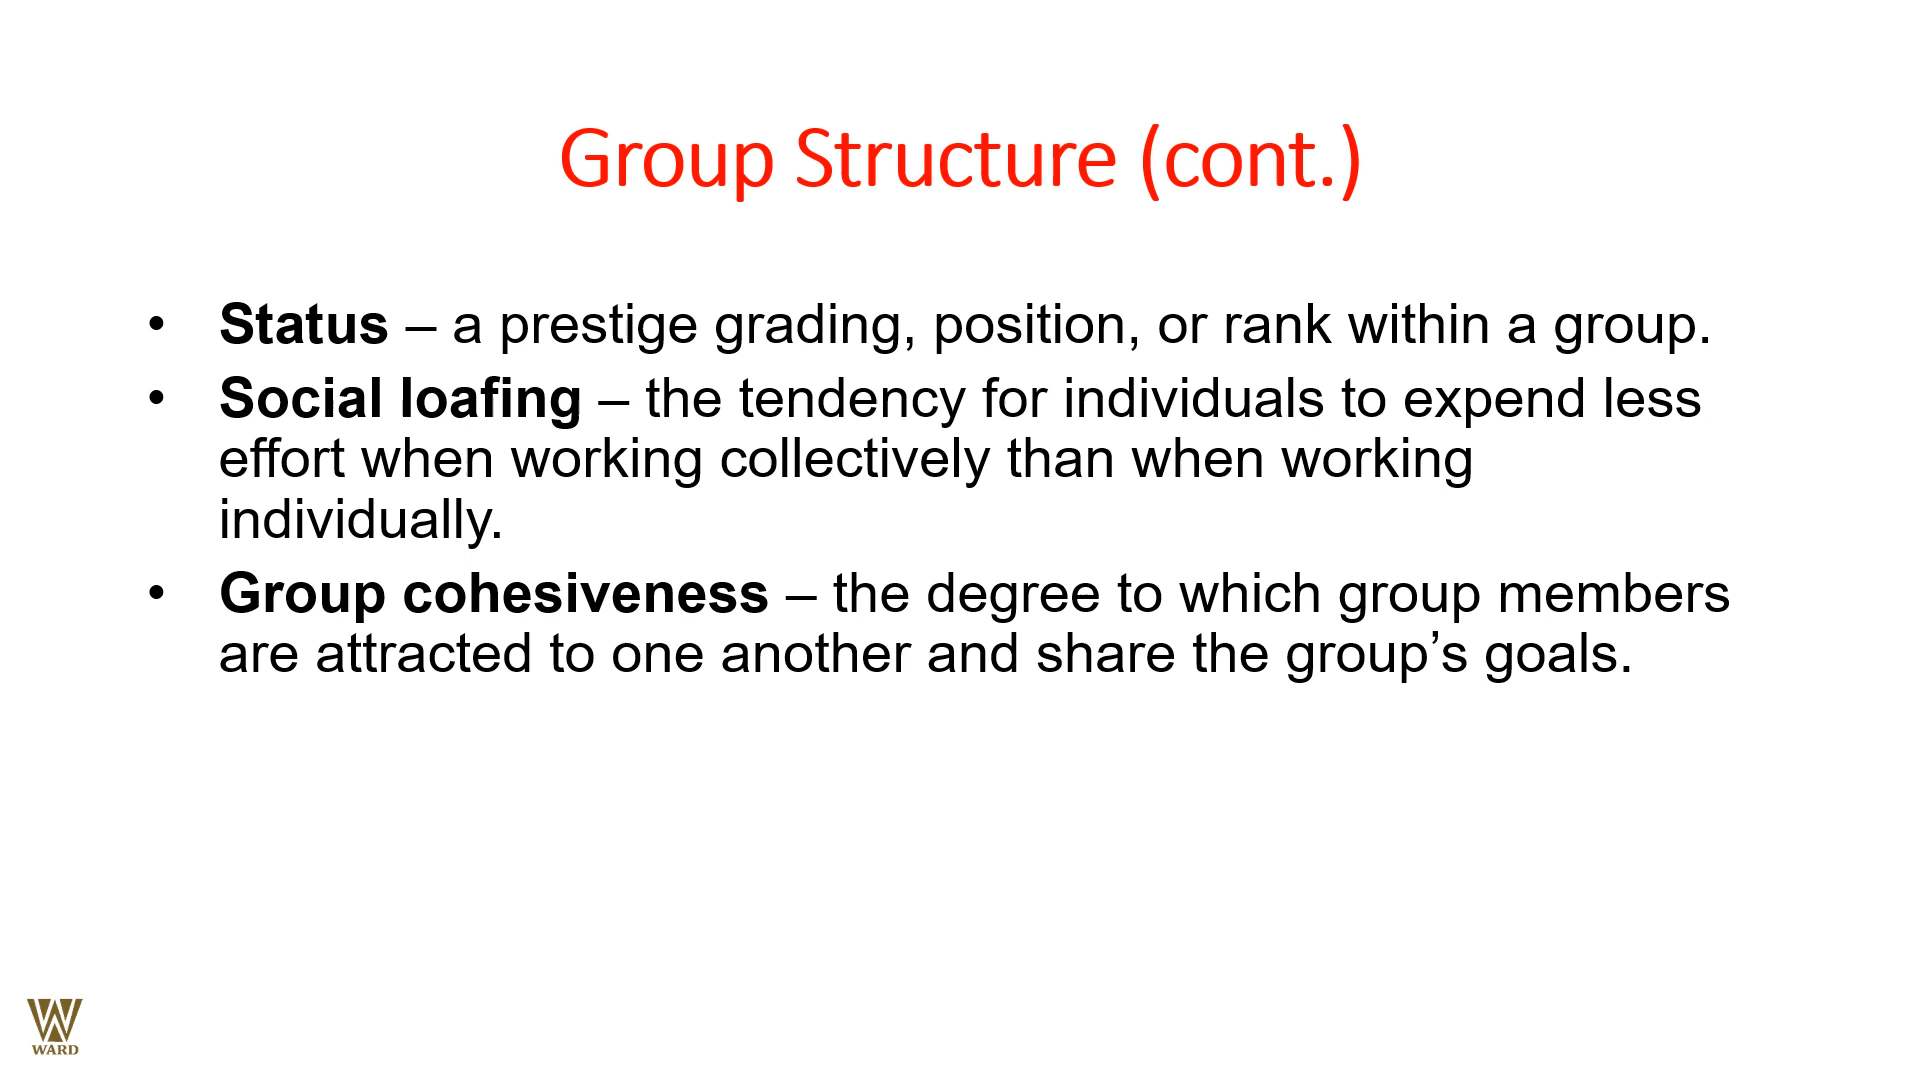 Group Structure (cont.)
• Status – a prestige grading, position, or rank within a group.
• Social loafing – the tendency for individuals to expend less
effort when working collectively than when working
individually.
• Group cohesiveness – the degree to which group members
are attracted to one another and share the group’s goals.
W
WARD